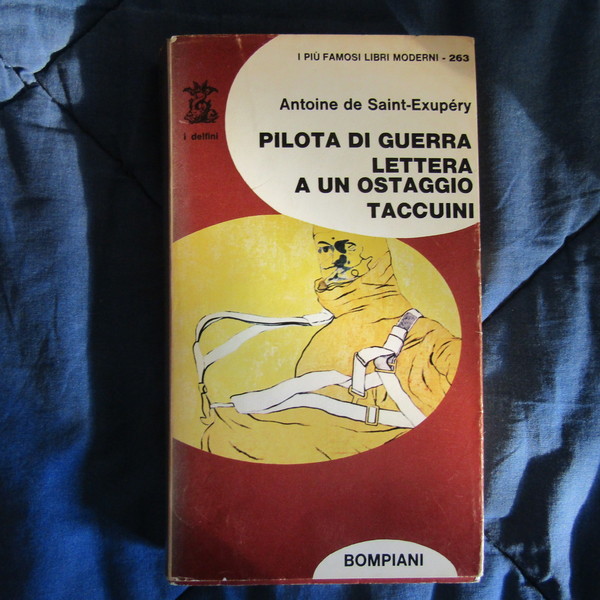 I PIÙ FAMOSI LIBRI MODERNI - 263
i delfini
Antoine de Saint-Exupéry
PILOTA DI GUERRA
LETTERA
A UN OSTAGGIO
TACCUINI
BOMPIANI